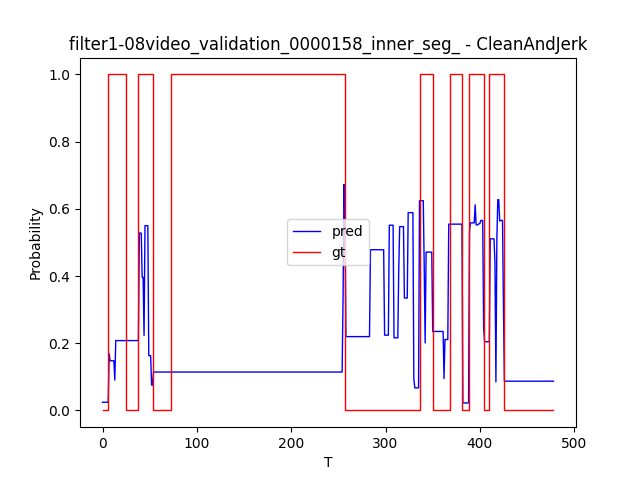 filter1-08video_validation_0000158_inner_seg_ - CleanAndJerk
1.0
0.8
0.6
0.4
0.2
0.0
Probability
pred
gt
0 100 200 300 400 500
T